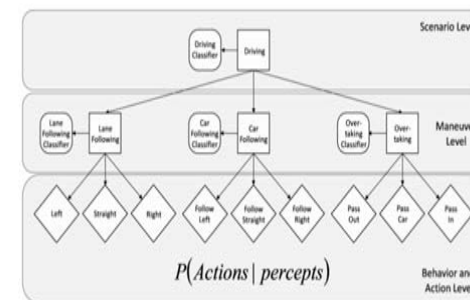 Scenario Leve
Driving
Classifier
Driving
Lane
Following
Classifier
Lane
Following
Car
Following
Classifier
Car
Following
Over-
taking
Classifier
Over-
taking
Maneuve
Level
Left
Straight
Right
Follow
Left
Follow
Straight
Follow
Right
Pass
Out
Pass
Car
Pass
In
P(Actions | percepts)
Behavior and
Action Leve